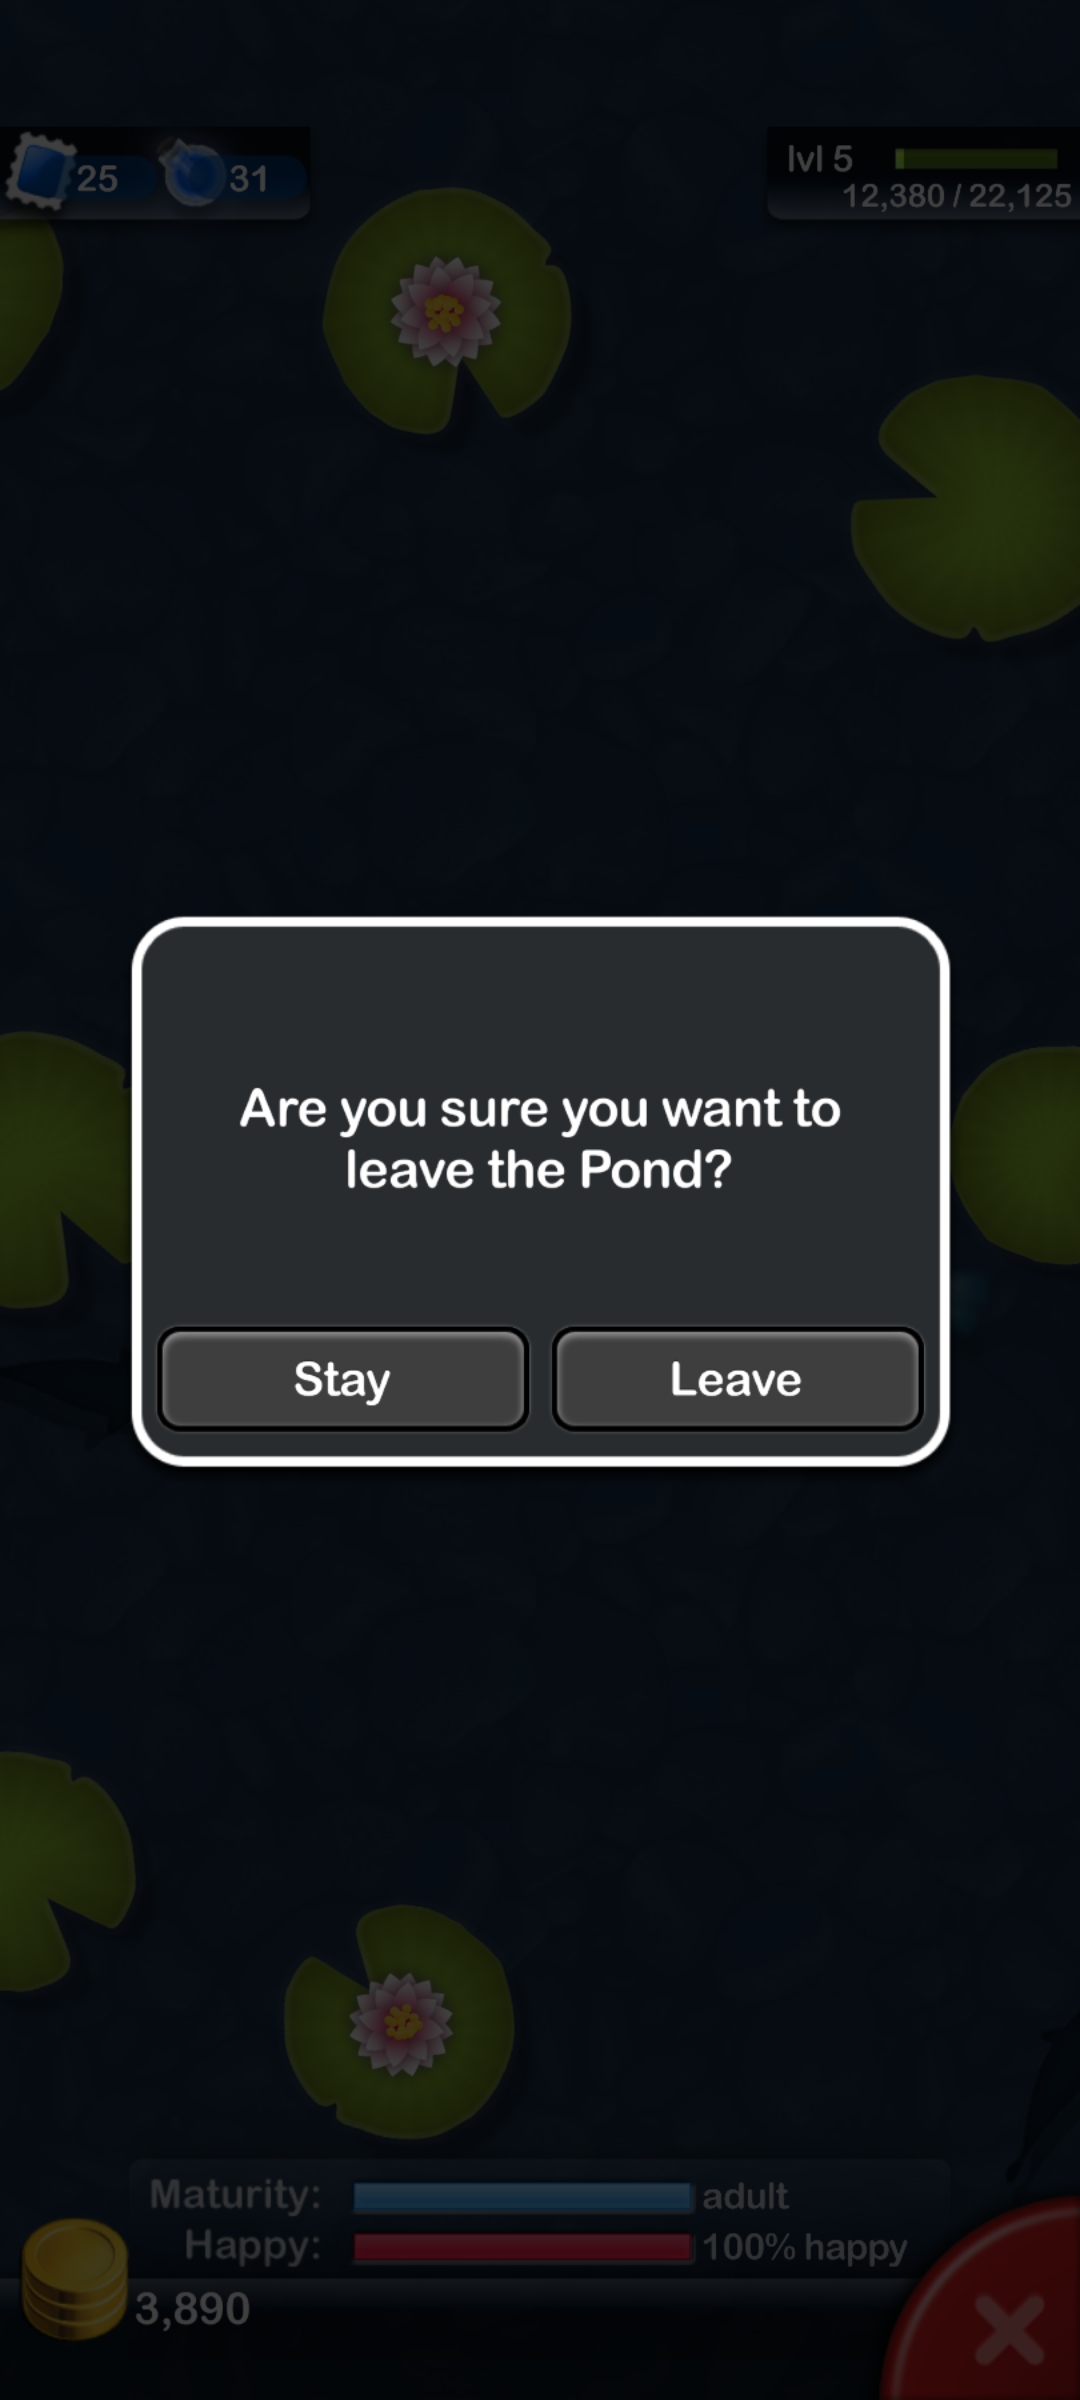 25 31
lvl 5
12,380 / 22,125
Are you sure you want to
leave the Pond?
Stay Leave
Maturity: adult
Happy: 100% happy
3,890